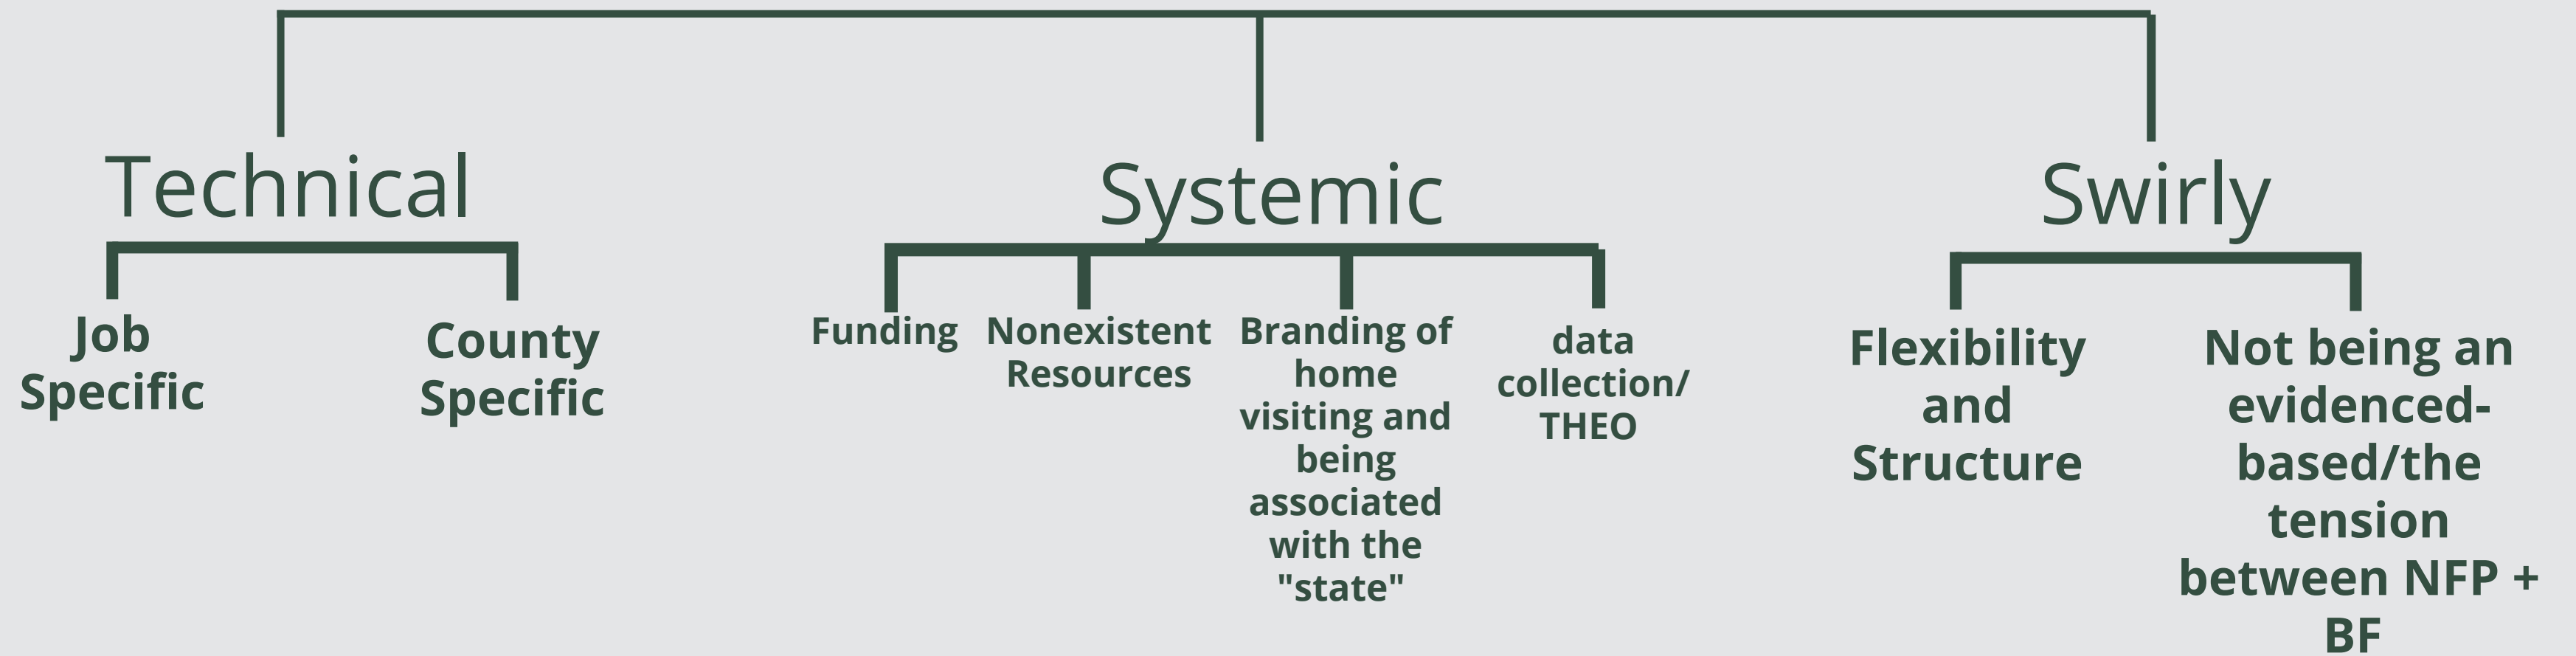 Technical
Job
Specific
County
Specific
Systemic
Funding
Nonexistent
Resources
Branding of
home
visiting and
being
associated
with the
"state"
data
collection/
THEO
Swirly
Flexibility
and
Structure
Not being an
evidenced-
based/the
tension
between NFP +
BF